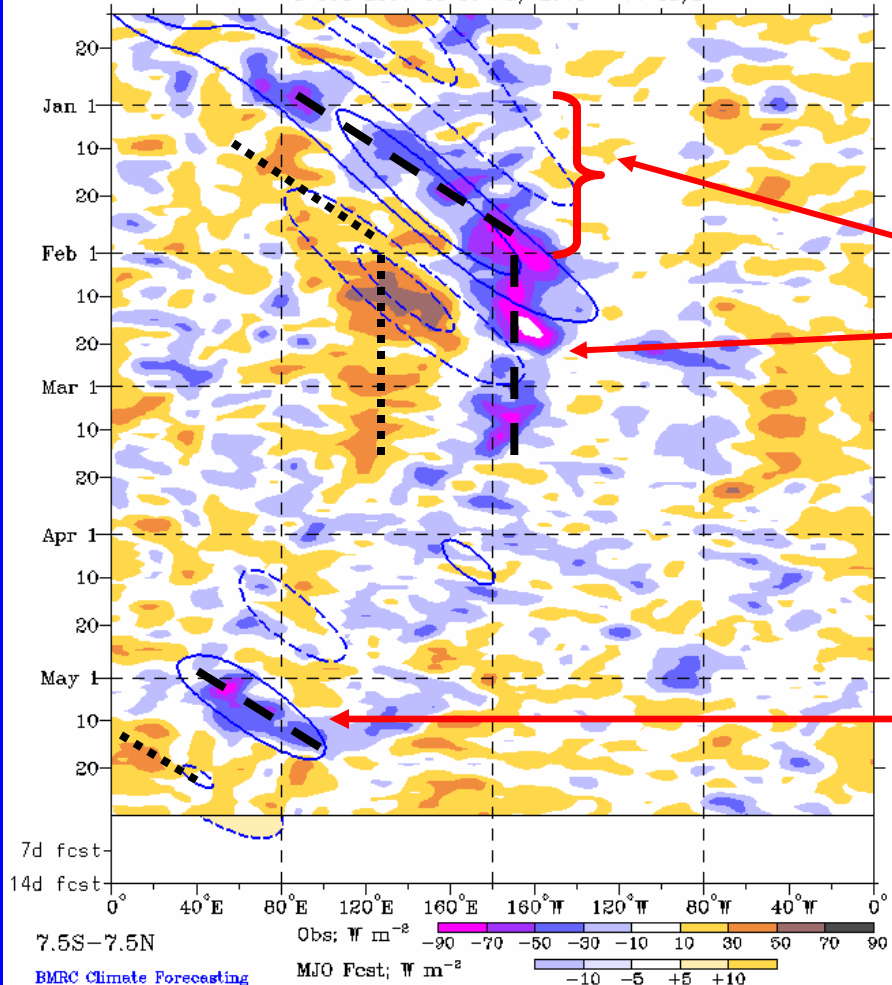 20
Jan 1
10
20
Feb 1
10
20
Mar 1
10
20
Apr 1
10
20
May 1
10
20
7d fcst
14d fcst
0° 40°E 80°E 120°E 160°E 160°W 120°W 80°W 40°W 0°
7.5S-7.5N
Obs: W m⁻²
-90 -70 -50 -30 -10 10 30 50 70 90
BMRC Climate Forecasting
MJO Fcst; W m⁻²
-10 -5 +5 +10